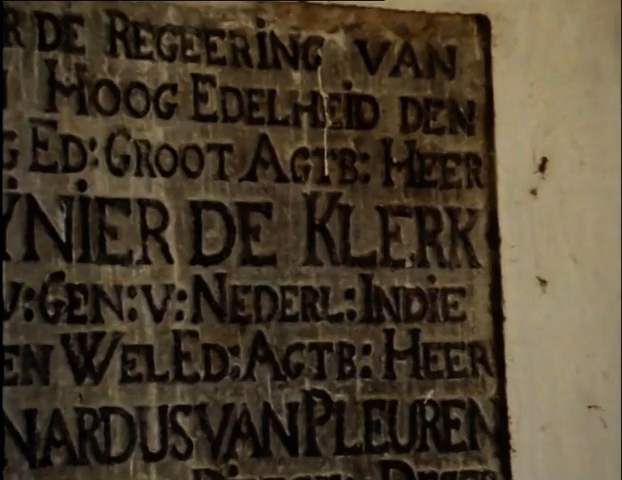 R DE REGEERING VAN
HOOG EDELHEID DEN
G ED: GROOT AGTB: HEER
YNIER DE KLERK
V: GEN: V: NEDERL: INDIE
EN WEL ED: AGTB: HEER
NARDUS VAN PLEUREN